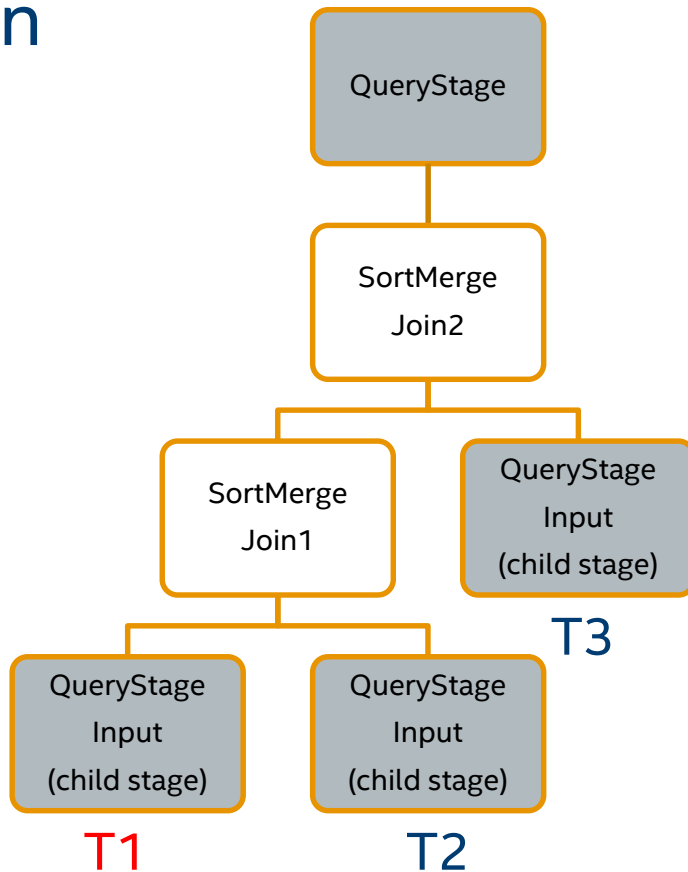 n
QueryStage
SortMerge
Join2
SortMerge
Join1
QueryStage
Input
(child stage)
T3
QueryStage
Input
(child stage)
T1
QueryStage
Input
(child stage)
T2